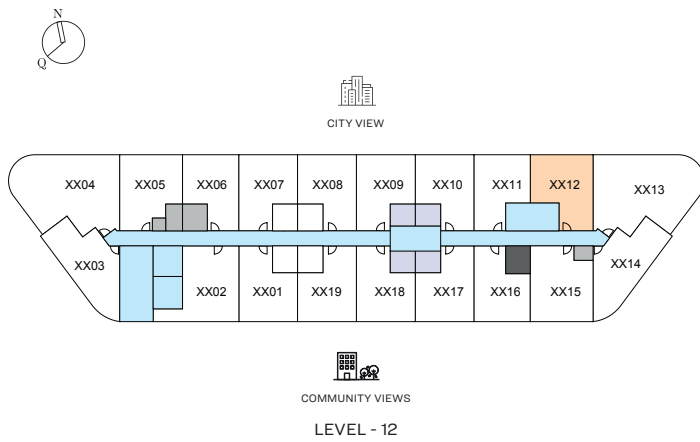 N
Q
CITY VIEW
XX04 XX05 XX06 XX07 XX08 XX09 XX10 XX11 XX12 XX13
XX03 XX14
XX02 XX01 XX19 XX18 XX17 XX16 XX15
COMMUNITY VIEWS
LEVEL - 12